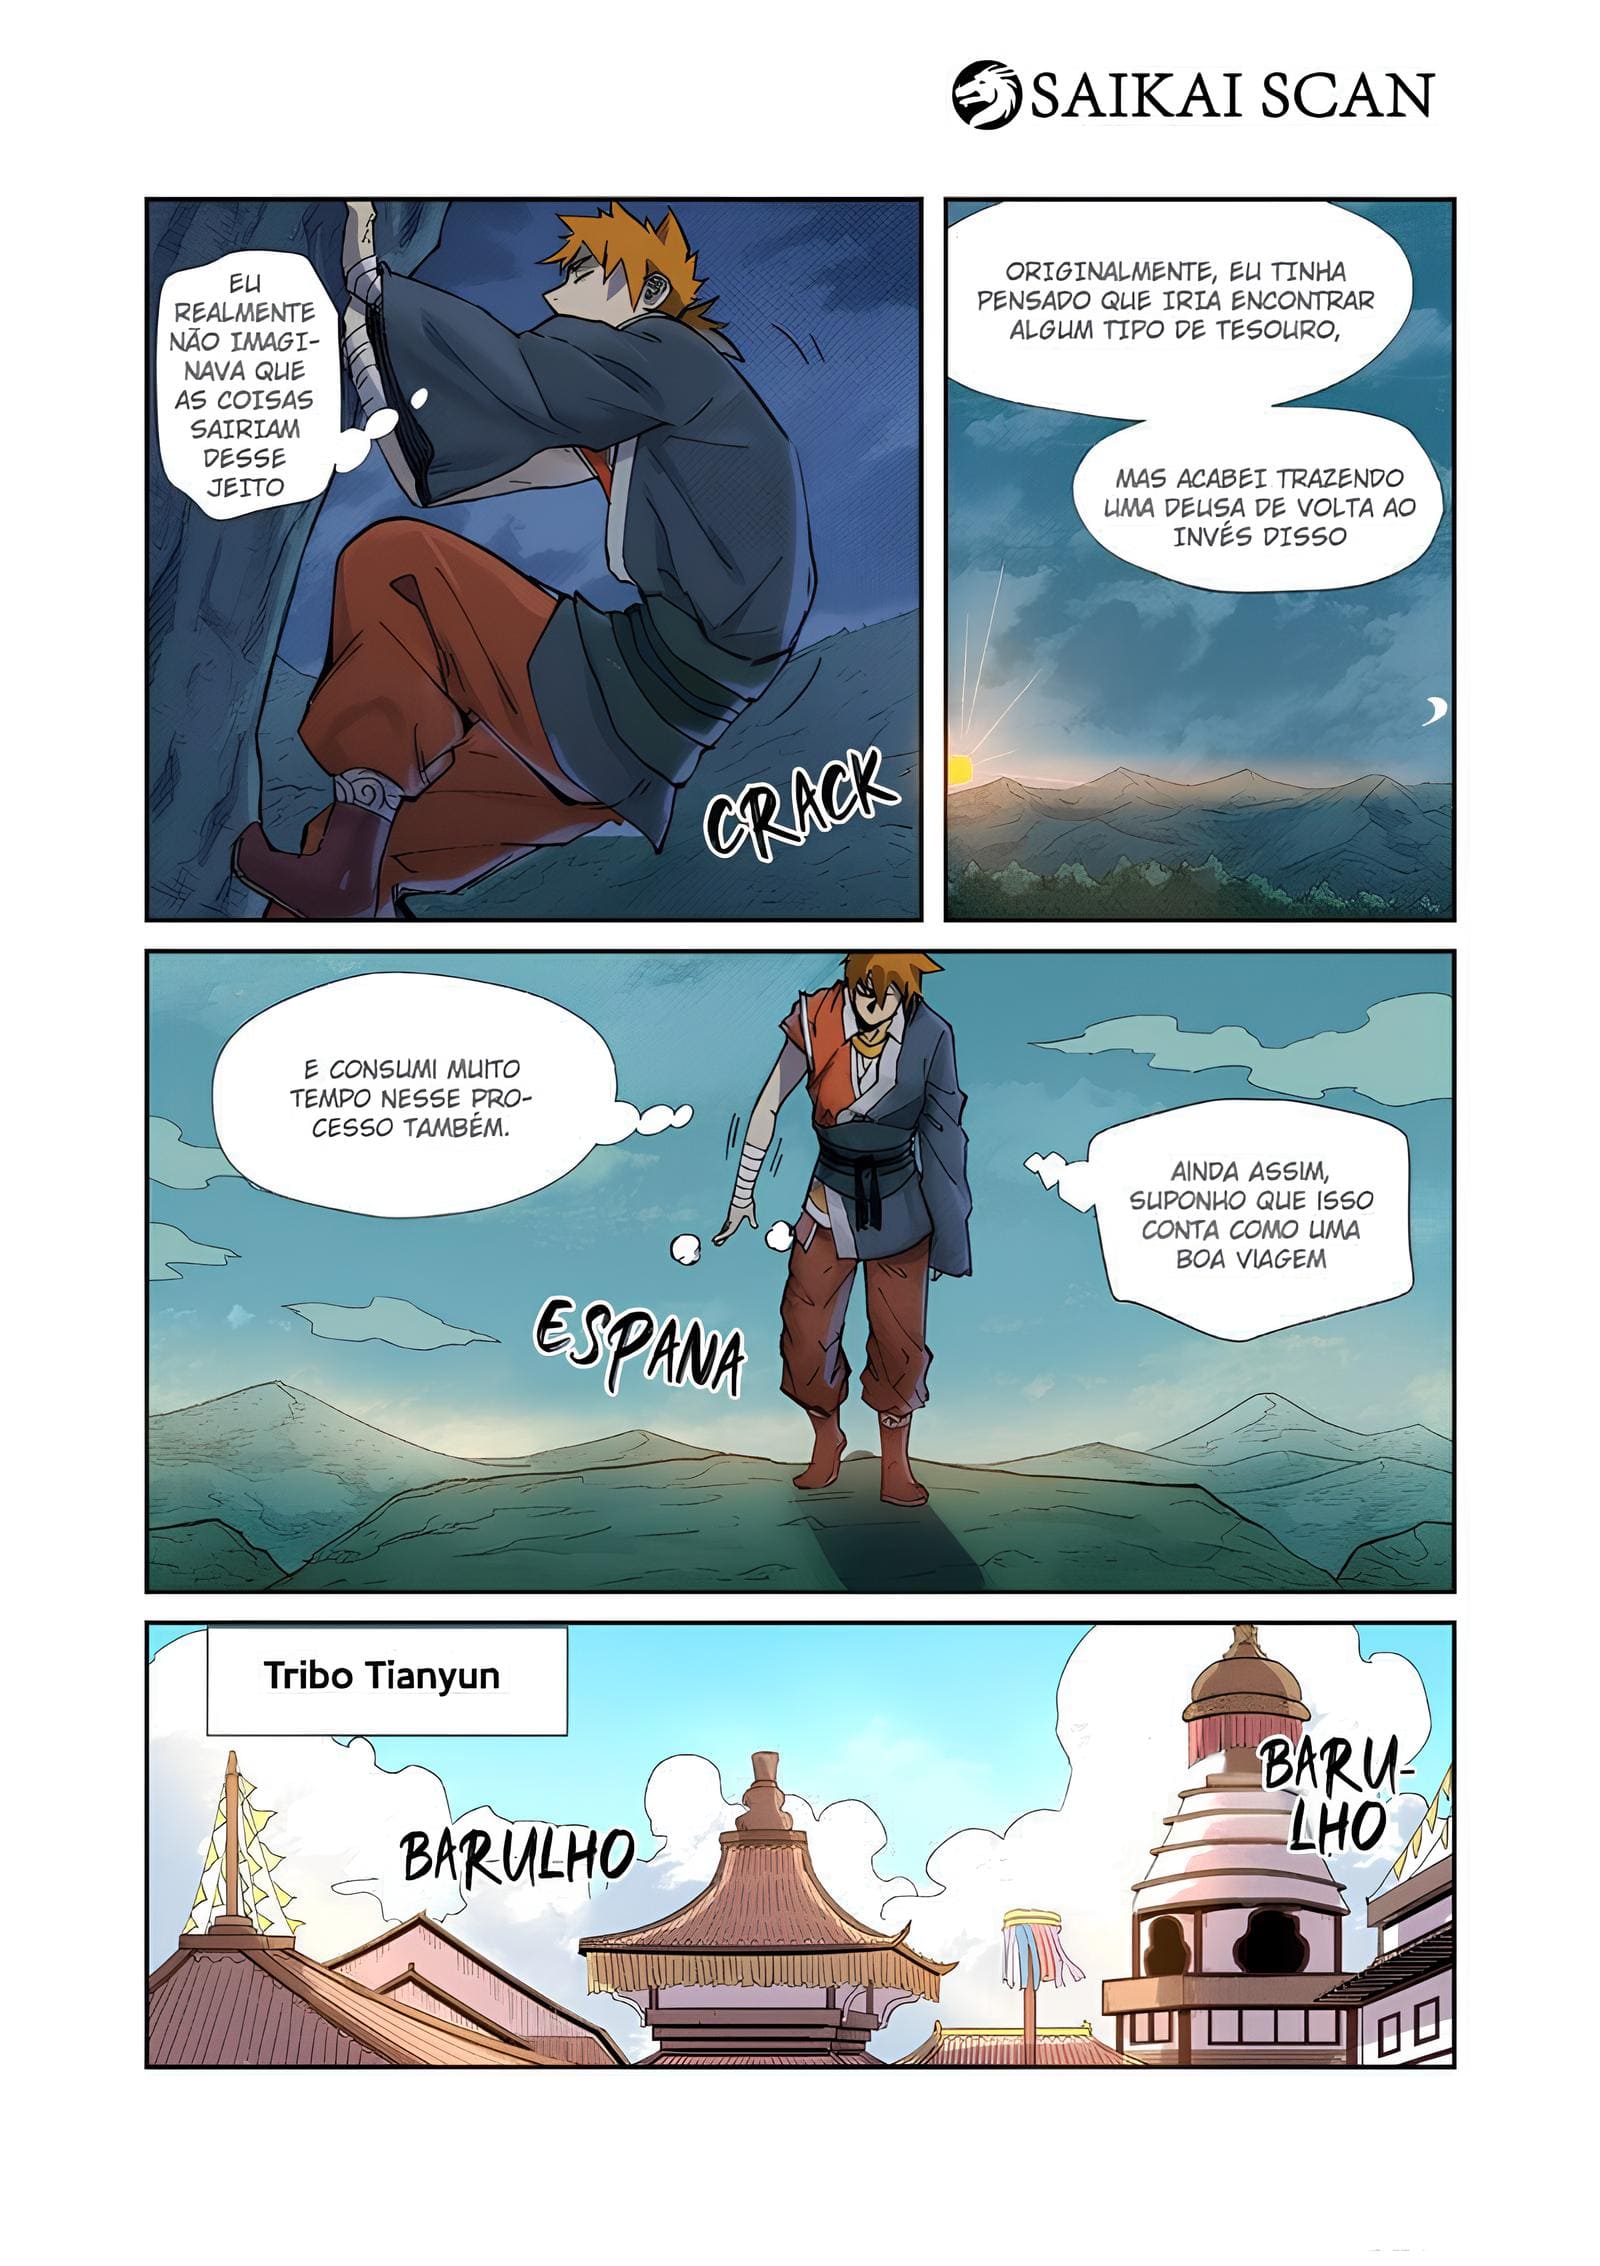 SAIKAI SCAN
EU
REALMENTE
NÃO IMAGI-
NAVA QUE
AS COISAS
SAIRIAM
DESSE
JEITO
CRACK
ORIGINALMENTE, EU TINHA
PENSADO QUE IRIA ENCONTRAR
ALGUM TIPO DE TESOURO,
MAS ACABEI TRAZENDO
UMA DEUSA DE VOLTA AO
INVÉS DISSO
E CONSUMI MUITO
TEMPO NESSE PRO-
CESSO TAMBÉM.
AINDA ASSIM,
SUPONHO QUE ISSO
CONTA COMO UMA
BOA VIAGEM
ESPANA
Tribo Tianyun
BARULHO
BARU-
LHO